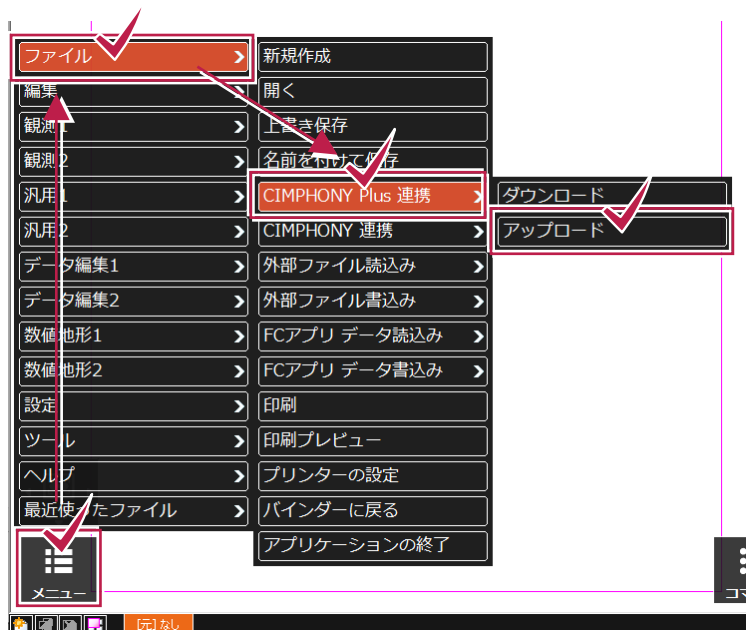 ファイル
編集
観測1
観測2
汎用1
汎用2
データ編集1
データ編集2
数値地形1
数値地形2
設定
ツール
ヘルプ
最近使ったファイル
メニュー
新規作成
開く
上書き保存
名前を付けて保存
CIMPHONY Plus 連携
CIMPHONY 連携
外部ファイル読込み
外部ファイル書込み
FCアプリ データ読込み
FCアプリ データ書込み
印刷
印刷プレビュー
プリンターの設定
バインダーに戻る
アプリケーションの終了
ダウンロード
アップロード
コマ
[元] なし